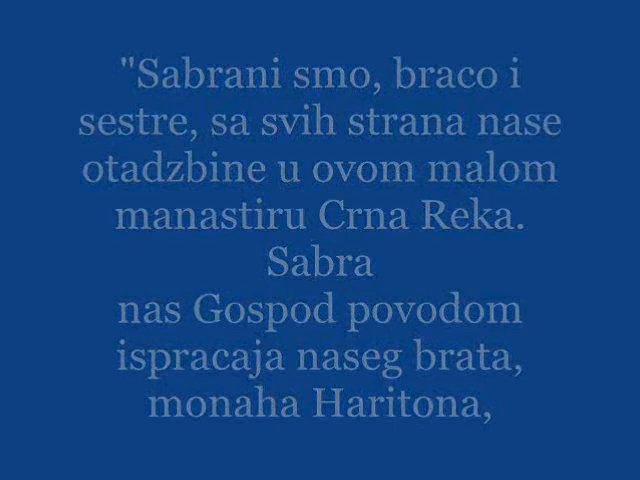 "Sabrani smo, braco i
sestre, sa svih strana nase
otadzbine u ovom malom
manastiru Crna Reka.
Sabra
nas Gospod povodom
ispracaja naseg brata,
monaha Haritona,